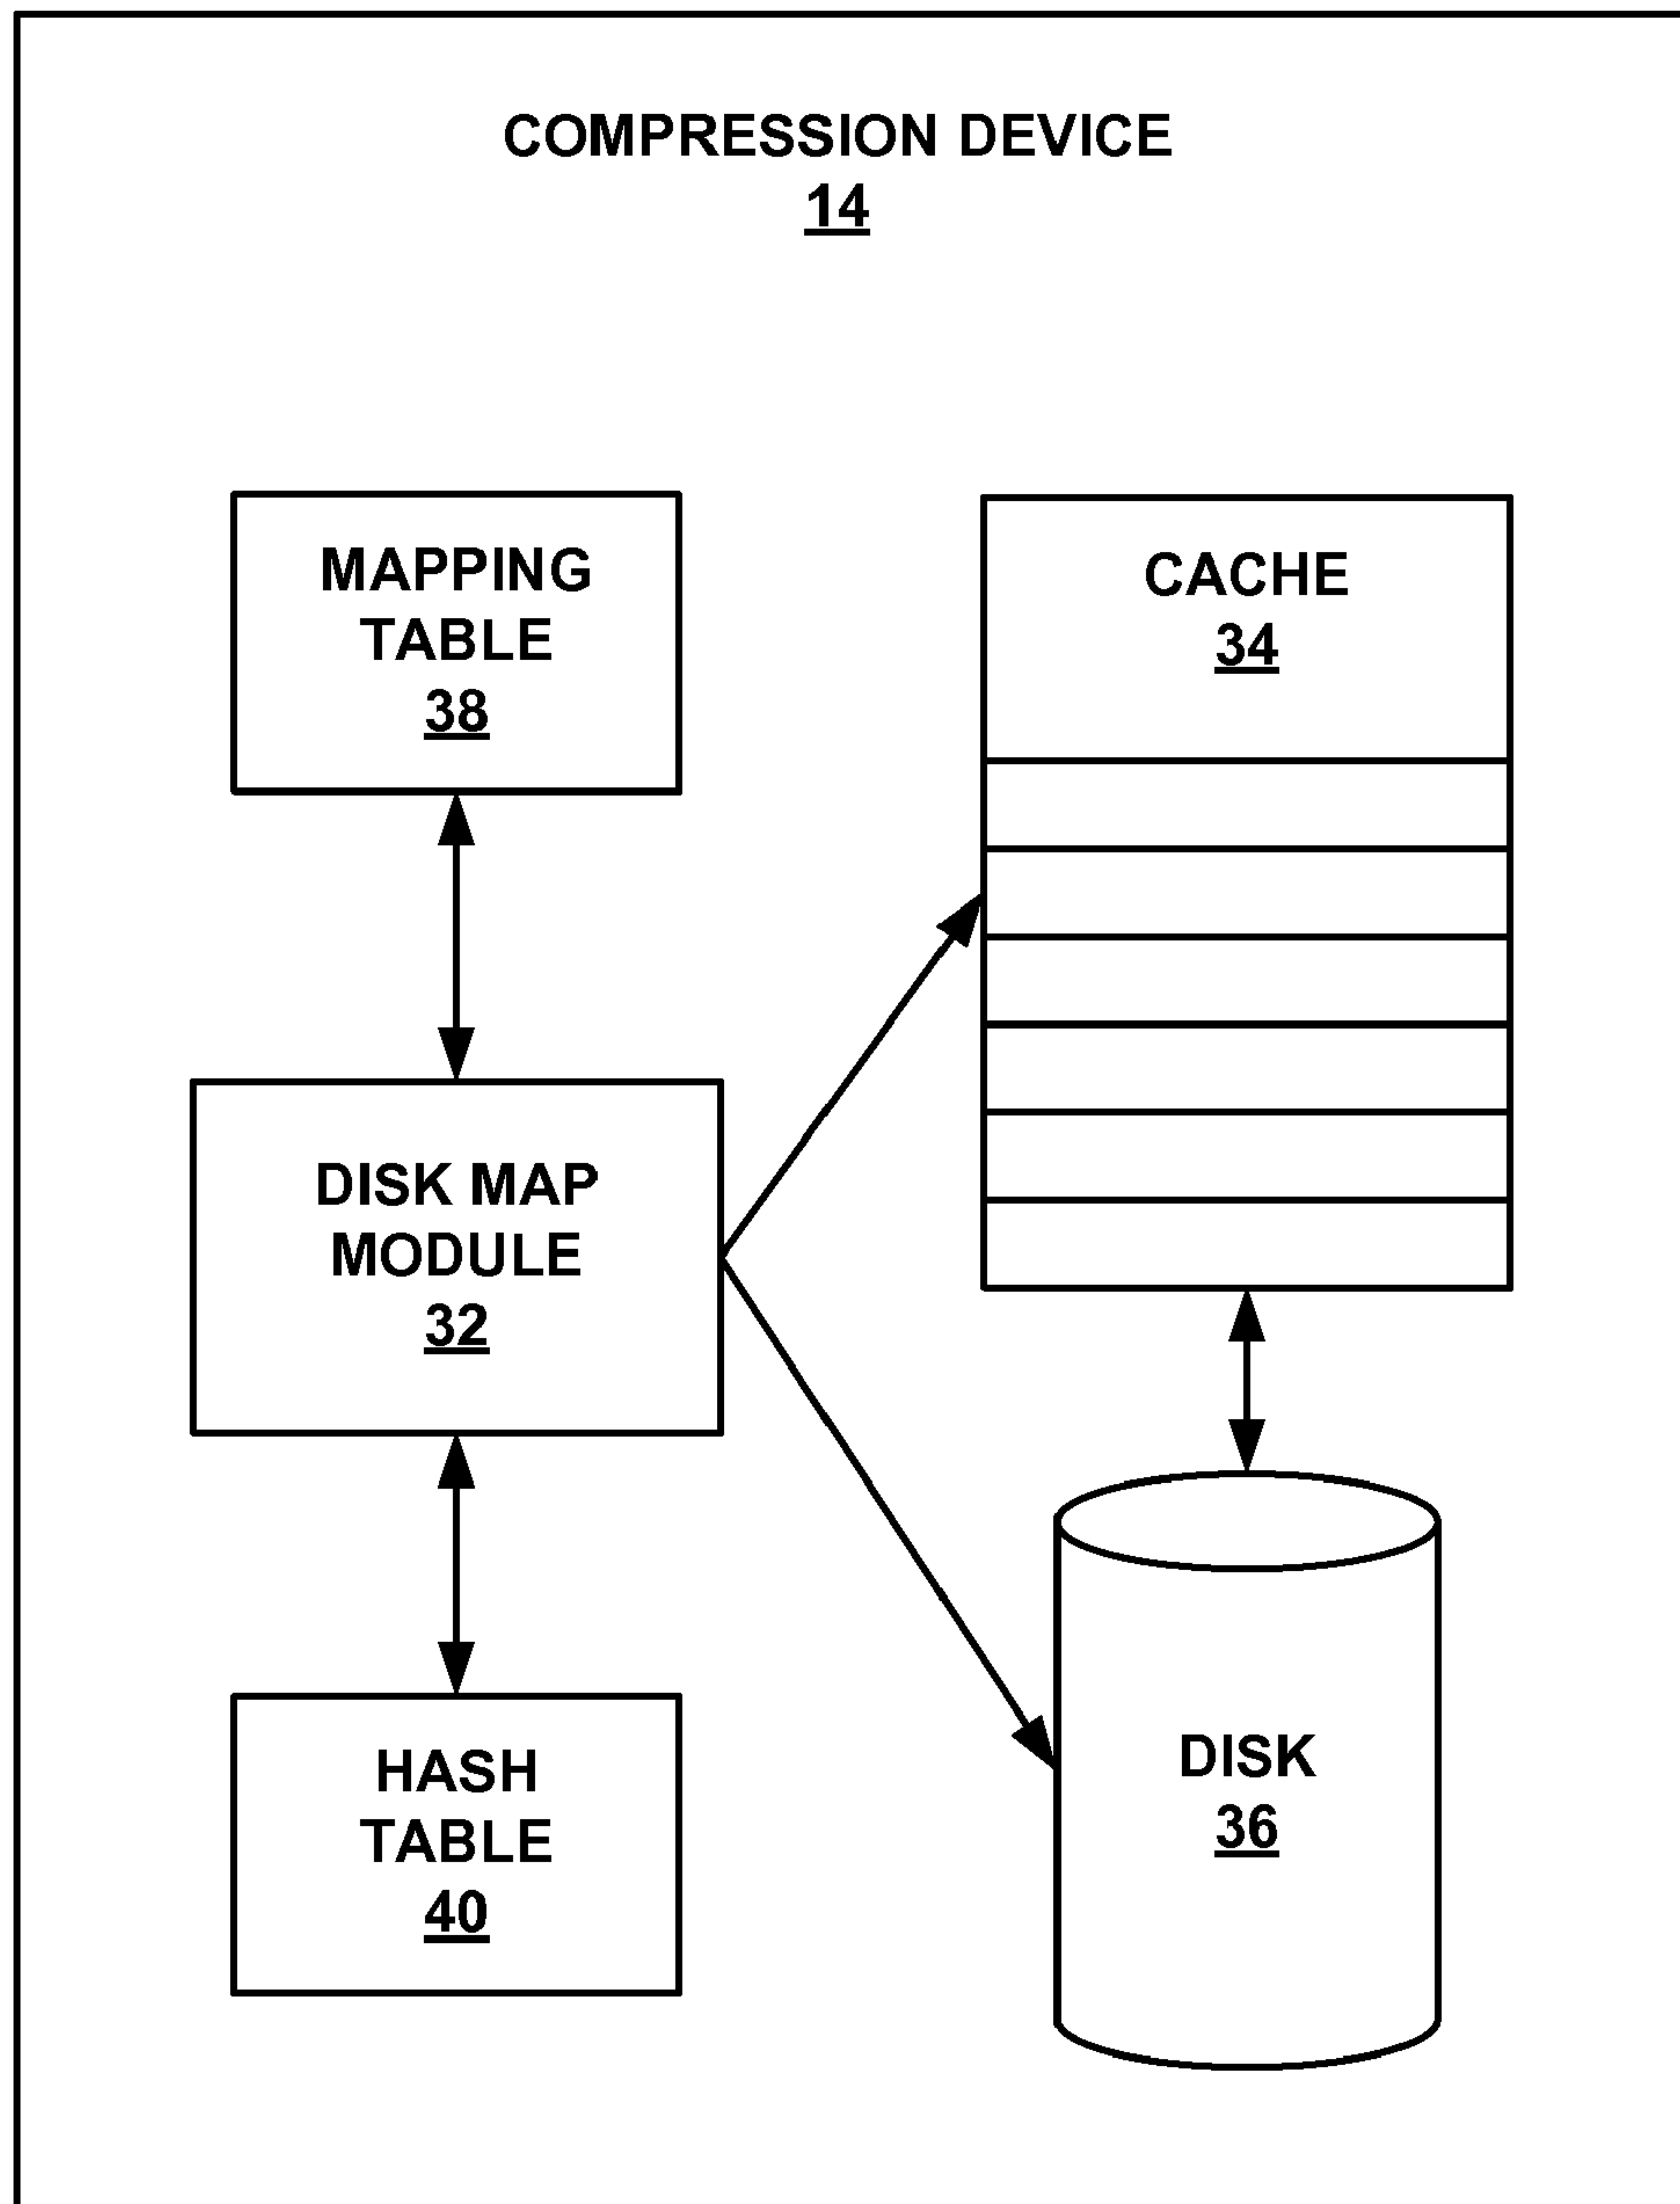 COMPRESSION DEVICE
14
MAPPING
TABLE
38
CACHE
34
DISK MAP
MODULE
32
HASH
TABLE
40
DISK
36